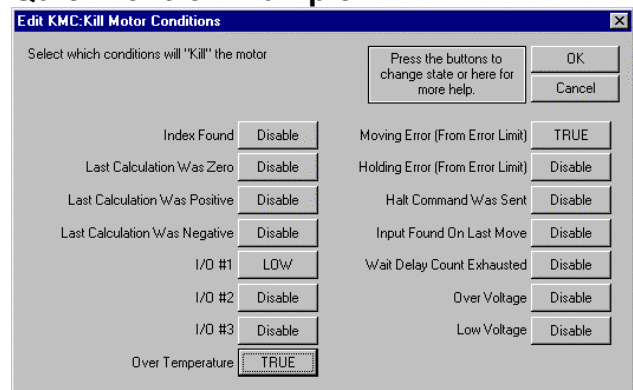 Edit KMC:Kill Motor Conditions
Select which conditions will "Kill" the motor
Press the buttons to
change state or here for
more help.
OK
Cancel
Index Found Disable
Last Calculation Was Zero Disable
Last Calculation Was Positive Disable
Last Calculation Was Negative Disable
I/O #1 LOW
I/O #2 Disable
I/O #3 Disable
Over Temperature TRUE
Moving Error (From Error Limit) TRUE
Holding Error (From Error Limit) Disable
Halt Command Was Sent Disable
Input Found On Last Move Disable
Wait Delay Count Exhausted Disable
Over Voltage Disable
Low Voltage Disable